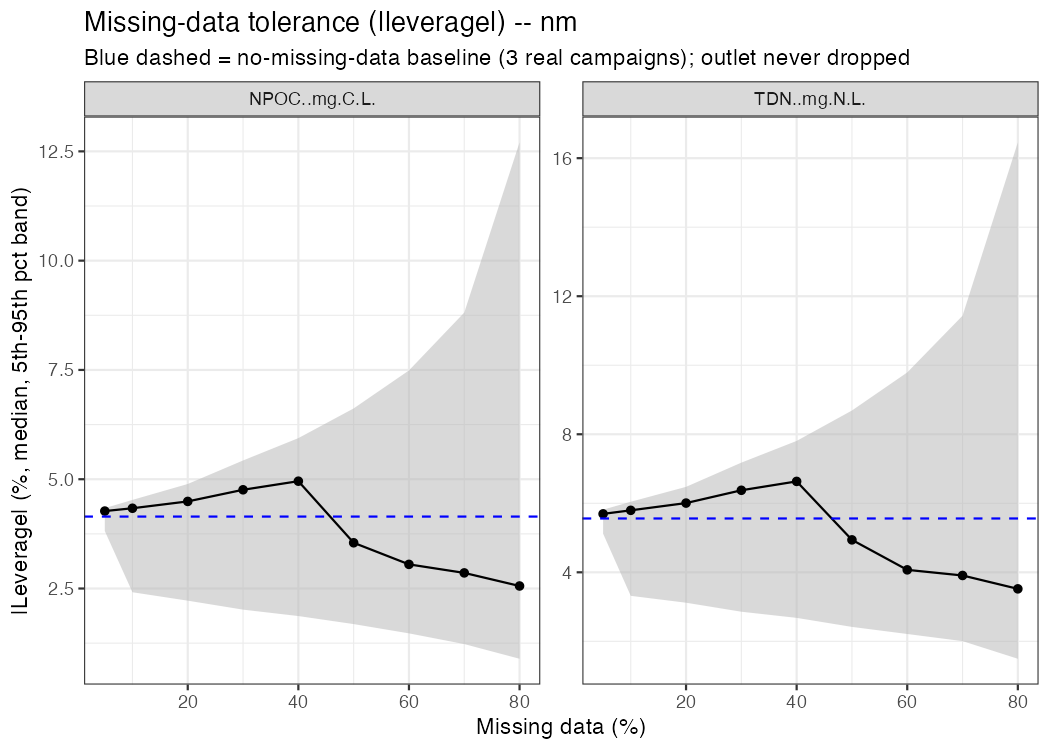 Missing-data tolerance (|leverage|) -- nm
Blue dashed = no-missing-data baseline (3 real campaigns); outlet never dropped
NPOC..mg.C.L.
TDN..mg.N.L.
|Leverage| (%, median, 5th-95th pct band)
12.5
10.0
7.5
5.0
2.5
16
12
8
4
20 40 60 80
20 40 60 80
Missing data (%)